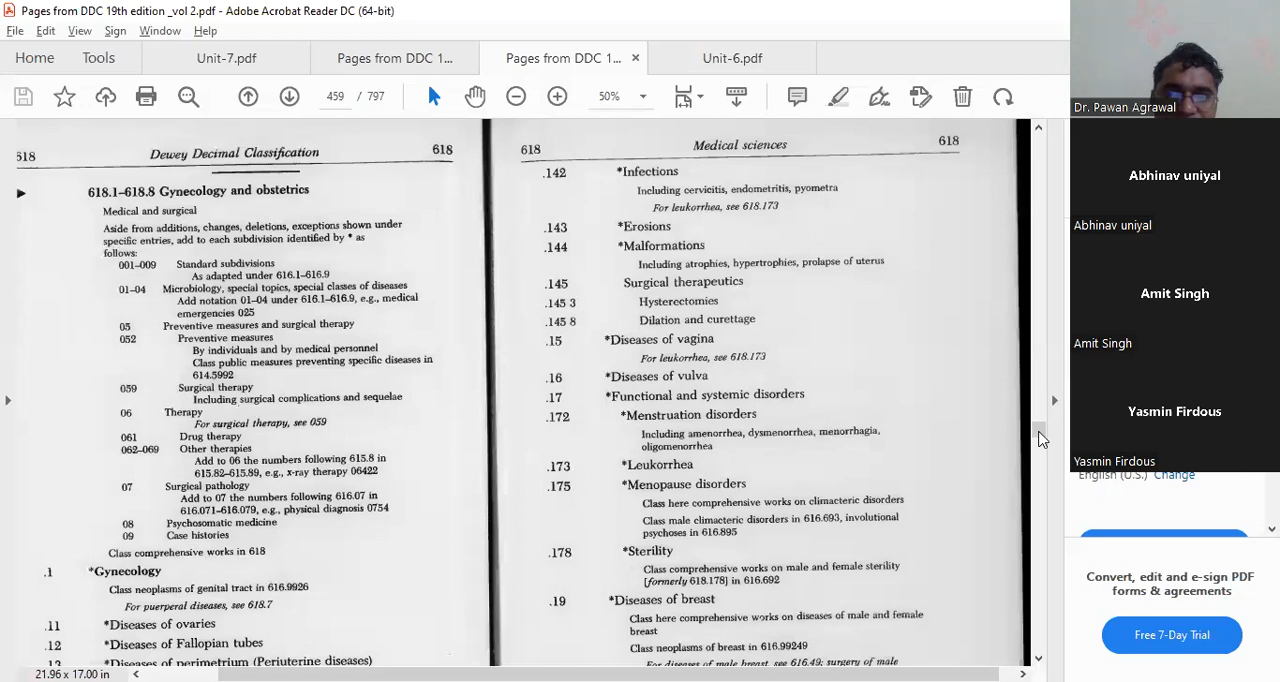 Pages from DDC 19th edition _vol 2.pdf - Adobe Acrobat Reader DC (64-bit)
File Edit View Sign Window Help
Home Tools Unit-7.pdf Pages from DDC 1... Pages from DDC 1... × Unit-6.pdf
459 / 797 50%
618 Dewey Decimal Classification 618
618.1–618.8 Gynecology and obstetrics
Medical and surgical
Aside from additions, changes, deletions, exceptions shown under
specific entries, add to each subdivision identified by * as
follows:
001–009 Standard subdivisions
As adapted under 616.1–616.9
01–04 Microbiology, special topics, special classes of diseases
Add notation 01–04 under 616.1–616.9, e.g., medical
emergencies 025
05 Preventive measures and surgical therapy
052 Preventive measures
By individuals and by medical personnel
Class public measures preventing specific diseases in
614.5992
059 Surgical therapy
Including surgical complications and sequelae
06 Therapy
For surgical therapy, see 059
061 Drug therapy
062–069 Other therapies
Add to 06 the numbers following 615.8 in
615.82–615.89, e.g., x-ray therapy 06422
07 Surgical pathology
Add to 07 the numbers following 616.07 in
616.071–616.079, e.g., physical diagnosis 0754
08 Psychosomatic medicine
09 Case histories
Class comprehensive works in 618
.1 *Gynecology
Class neoplasms of genital tract in 616.9926
For puerperal diseases, see 618.7
.11 *Diseases of ovaries
.12 *Diseases of Fallopian tubes
.13 *Diseases of perimetrium (Periuterine diseases)
618 Medical sciences 618
.142 *Infections
Including cervicitis, endometritis, pyometra
For leukorrhea, see 618.173
.143 *Erosions
.144 *Malformations
Including atrophies, hypertrophies, prolapse of uterus
.145 Surgical therapeutics
.145 3 Hysterectomies
.145 8 Dilation and curettage
.15 *Diseases of vagina
For leukorrhea, see 618.173
.16 *Diseases of vulva
.17 *Functional and systemic disorders
.172 *Menstruation disorders
Including amenorrhea, dysmenorrhea, menorrhagia,
oligomenorrhea
.173 *Leukorrhea
.175 *Menopause disorders
Class here comprehensive works on climacteric disorders
Class male climacteric disorders in 616.693, involutional
psychoses in 616.895
.178 *Sterility
Class comprehensive works on male and female sterility
[formerly 618.178] in 616.692
.19 *Diseases of breast
Class here comprehensive works on diseases of male and female
breast
Class neoplasms of breast in 616.99249
For diseases of male breast, see 616.49; surgery of male
21.96 x 17.00 in
Dr. Pawan Agrawal
Abhinav uniyal
Abhinav uniyal
Amit Singh
Amit Singh
Yasmin Firdous
Yasmin Firdous
English (U.S.) Change
Convert, edit and e-sign PDF
forms & agreements
Free 7-Day Trial